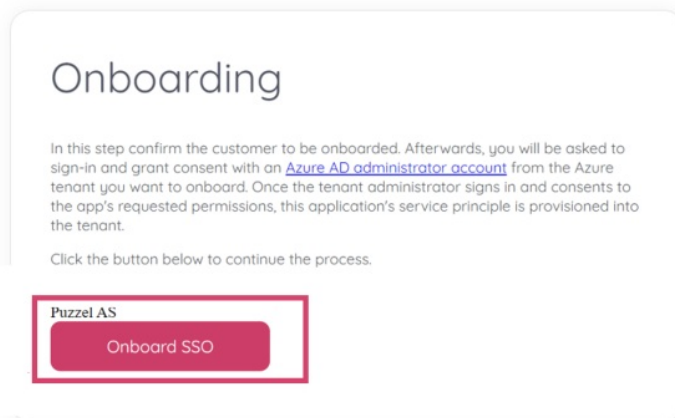 Onboarding
In this step confirm the customer to be onboarded. Afterwards, you will be asked to
sign-in and grant consent with an Azure AD administrator account from the Azure
tenant you want to onboard. Once the tenant administrator signs in and consents to
the app's requested permissions, this application's service principle is provisioned into
the tenant.
Click the button below to continue the process.
Puzzel AS
Onboard SSO